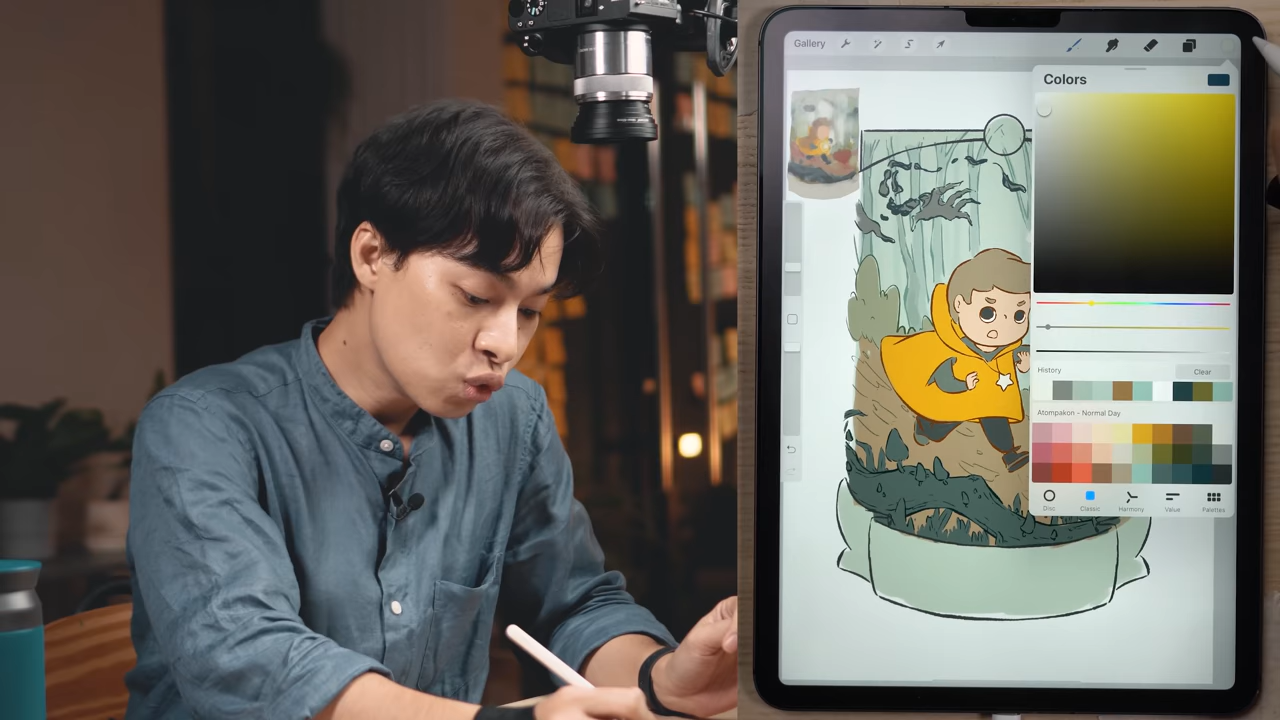 Gallery
Colors
History
Clear
Atompakon - Normal Day
Disc
Classic
Harmony
Value
Palettes